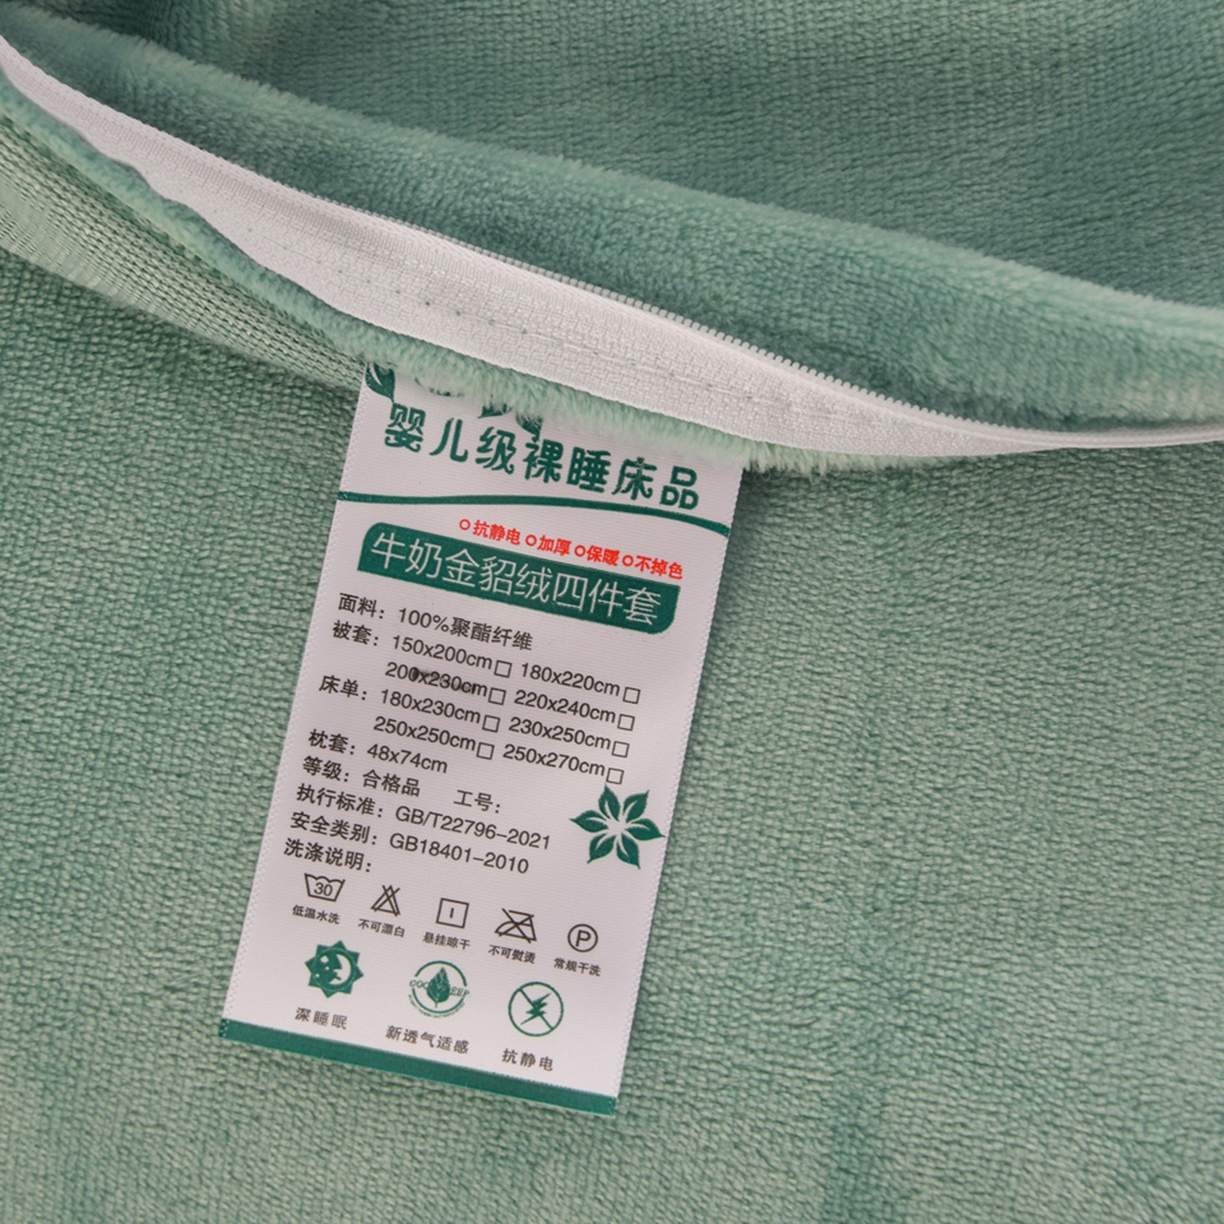 婴儿级裸睡床品
○抗静电 ○加厚 ○保暖 ○不掉色
牛奶金貂绒四件套
面料：100%聚酯纤维
被套：150x200cm□ 180x220cm□
200x230cm□ 220x240cm□
床单：180x230cm□ 230x250cm□
250x250cm□ 250x270cm□
枕套：48x74cm
等级：合格品 工号：
执行标准：GB/T22796-2021
安全类别：GB18401-2010
洗涤说明：
30
P
低温水洗 不可漂白 悬挂晾干 不可熨烫 常规干洗
深睡眠 新透气适感 抗静电